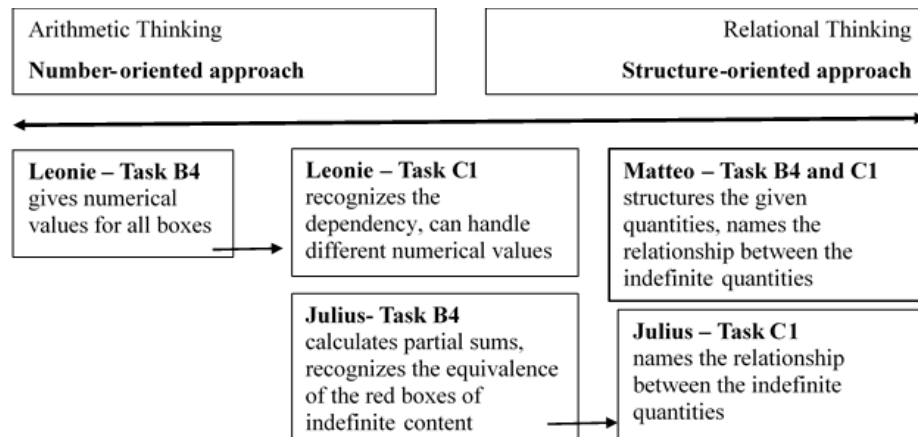 Arithmetic Thinking
Number-oriented approach
Relational Thinking
Structure-oriented approach
Leonie – Task B4
gives numerical
values for all boxes
Leonie – Task C1
recognizes the
dependency, can handle
different numerical values
Matteo – Task B4 and C1
structures the given
quantities, names the
relationship between the
indefinite quantities
Julius- Task B4
calculates partial sums,
recognizes the equivalence
of the red boxes of
indefinite content
Julius – Task C1
names the relationship
between the indefinite
quantities